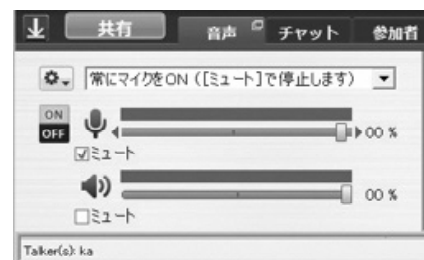 共有 音声 チャット 参加者
常にマイクをON（[ミュート]で停止します）
ON
OFF
00 %
ミュート
00 %
ミュート
Talker(s): ka